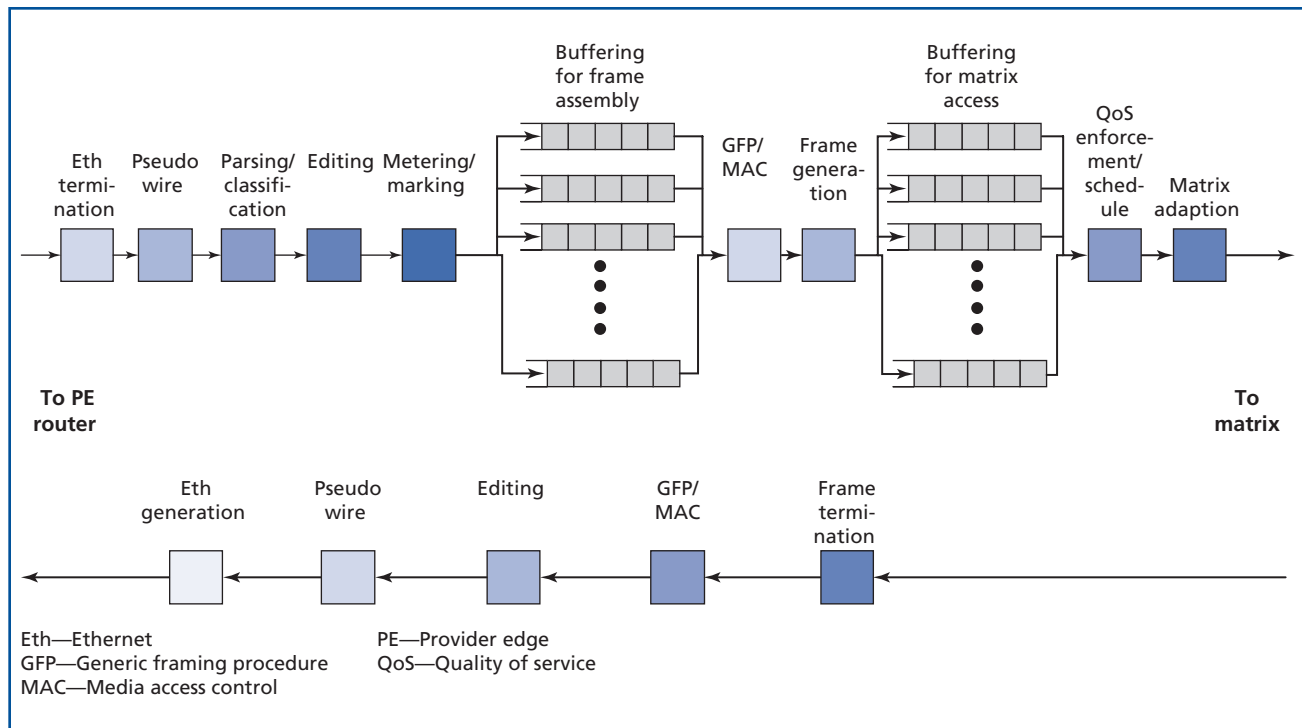 Buffering
for frame
assembly
Buffering
for matrix
access
QoS
enforce-
ment/
sched-
ule
GFP/
MAC
Frame
genera-
tion
Matrix
adaption
Eth
termi-
nation
Pseudo
wire
Parsing/
classifi-
cation
Editing
Metering/
marking
To PE
router
To
matrix
Eth
generation
Pseudo
wire
Editing
GFP/
MAC
Frame
termi-
nation
Eth—Ethernet
GFP—Generic framing procedure
MAC—Media access control
PE—Provider edge
QoS—Quality of service